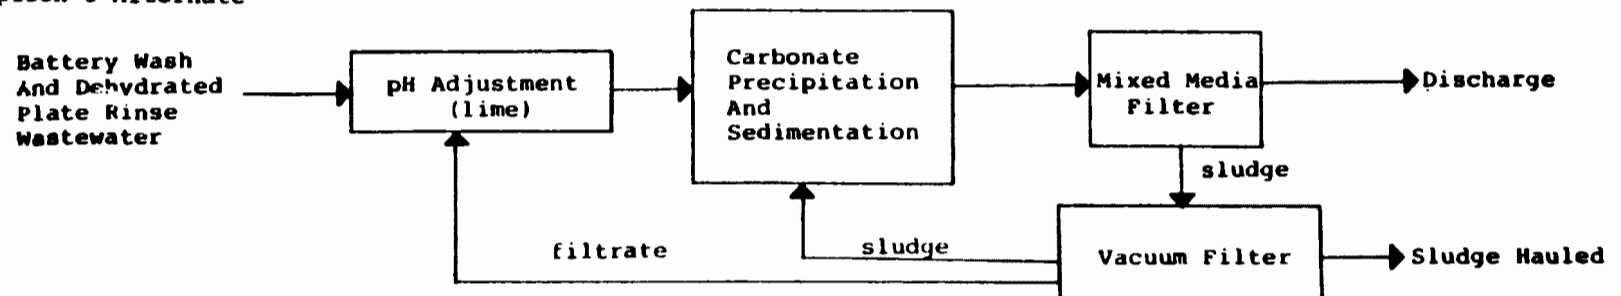 Battery Wash
And Dehydrated
Plate Rinse
Wastewater
pH Adjustment
(lime)
Carbonate
Precipitation
And
Sedimentation
Mixed Media
Filter
Discharge
sludge
filtrate
sludge
Vacuum Filter
Sludge Hauled